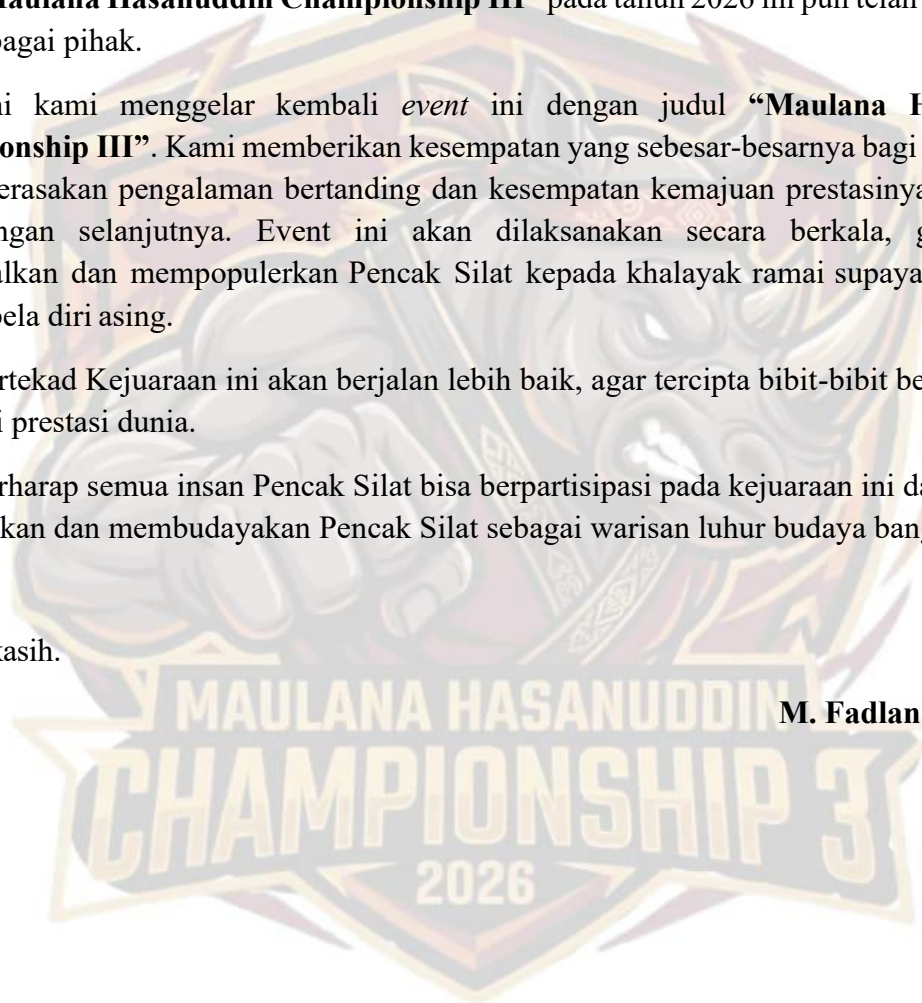 Maulana Hasanuddin Championship III" pada tahun 2026 ini pun telah
bagai pihak.
ni kami menggelar kembali event ini dengan judul “Maulana H
onship III”. Kami memberikan kesempatan yang sebesar-besarnya bagi
erasakan pengalaman bertanding dan kesempatan kemajuan prestasinya
ngan selanjutnya. Event ini akan dilaksanakan secara berkala, g
alkan dan mempopulerkan Pencak Silat kepada khalayak ramai supaya
bela diri asing.
rtekad Kejuaraan ini akan berjalan lebih baik, agar tercipta bibit-bibit be
i prestasi dunia.
rharap semua insan Pencak Silat bisa berpartisipasi pada kejuaraan ini da
kan dan membudayakan Pencak Silat sebagai warisan luhur budaya bang
kasih.
M. Fadlan
MAULANA HASANUDDIN
CHAMPIONSHIP 3
2026